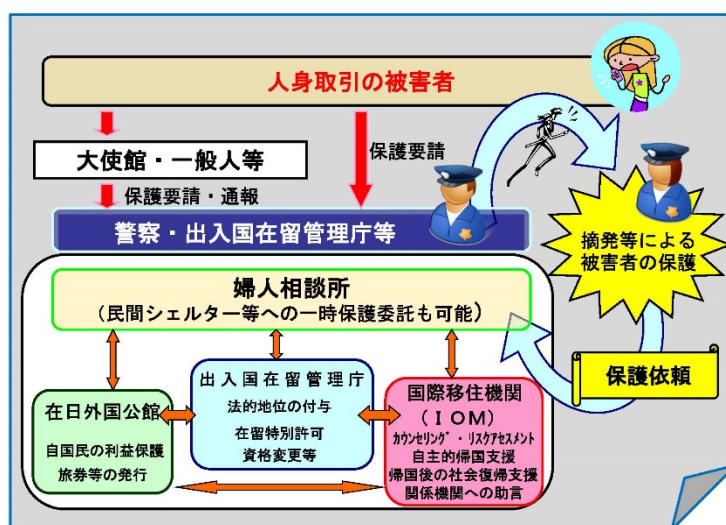 人身取引の被害者
大使館・一般人等
保護要請
保護要請・通報
警察・出入国在留管理庁等
摘発等による
被害者の保護
婦人相談所
(民間シェルター等への一時保護委託も可能)
保護依頼
在日外国公館
自国民の利益保護
旅券等の発行
出入国在留管理庁
法的地位の付与
在留特別許可
資格変更等
国際移住機関
(ＩＯＭ)
ｶｳﾝｾﾘﾝｸﾞ・ﾘｽｸｱｾｽﾒﾝﾄ
自主的帰国支援
帰国後の社会復帰支援
関係機関への助言